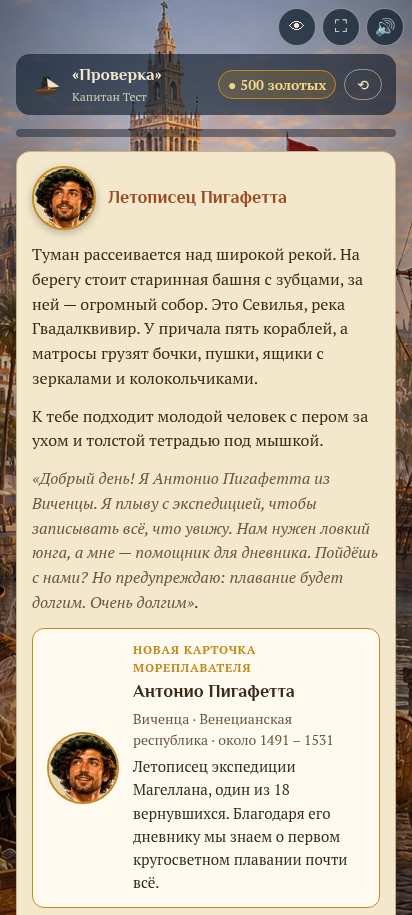 «Проверка»
Капитан Тест
● 500 золотых
Летописец Пигафетта
Туман рассеивается над широкой рекой. На
берегу стоит старинная башня с зубцами, за
ней — огромный собор. Это Севилья, река
Гвадалквивир. У причала пять кораблей, а
матросы грузят бочки, пушки, ящики с
зеркалами и колокольчиками.
К тебе подходит молодой человек с пером за
ухом и толстой тетрадью под мышкой.
«Добрый день! Я Антонио Пигафетта из
Виченцы. Я плыву с экспедицией, чтобы
записывать всё, что увижу. Нам нужен ловкий
юнга, а мне — помощник для дневника. Пойдёшь
с нами? Но предупреждаю: плавание будет
долгим. Очень долгим».
НОВАЯ КАРТОЧКА
МОРЕПЛАВАТЕЛЯ
Антонио Пигафетта
Виченца · Венецианская
республика · около 1491 – 1531
Летописец экспедиции
Магеллана, один из 18
вернувшихся. Благодаря его
дневнику мы знаем о первом
кругосветном плавании почти
всё.